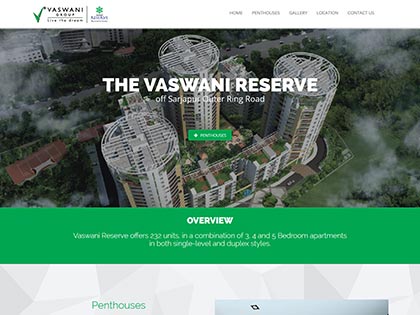 VASWANI
GROUP
Live the dream
HOME
PENTHOUSES
GALLERY
LOCATION
CONTACT US
THE VASWANI RESERVE
off Sarjapur Outer Ring Road
+ PENTHOUSES
OVERVIEW
Vaswani Reserve offers 232 units, in a combination of 3, 4 and 5 Bedroom apartments
in both single-level and duplex styles.
Penthouses